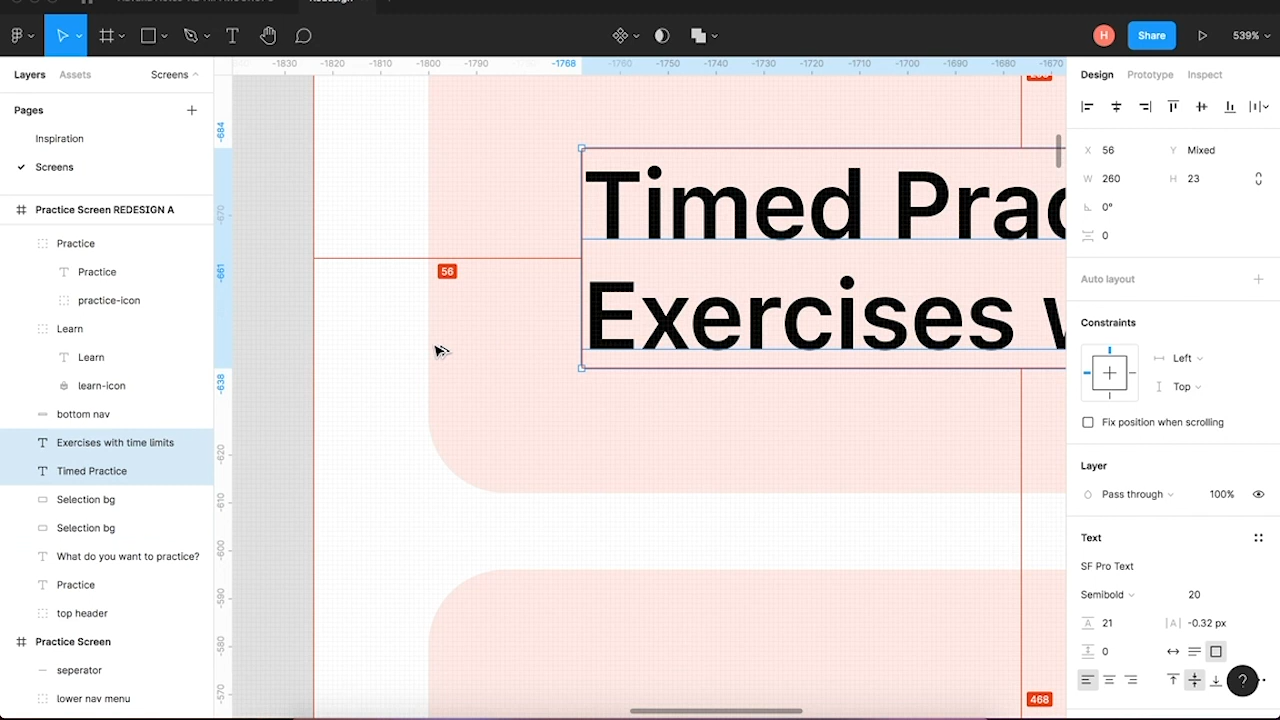 Redesign
Share
539%
Layers
Assets
Screens
-1830
-1820
-1810
-1800
-1790
-1768
-1760
-1750
-1740
-1730
-1720
-1710
-1700
-1690
-1680
-1670
Design
Prototype
Inspect
Pages
Inspiration
Screens
Practice Screen REDESIGN A
Practice
Practice
practice-icon
Learn
Learn
learn-icon
bottom nav
Exercises with time limits
Timed Practice
Selection bg
Selection bg
What do you want to practice?
Practice
top header
Practice Screen
seperator
lower nav menu
-684
-670
-661
-638
-620
-610
-600
-590
-580
-570
Timed Prac
Exercises w
56
468
X 56 Y Mixed
W 260 H 23
0°
0
Auto layout
Constraints
Left
Top
Fix position when scrolling
Layer
Pass through 100%
Text
SF Pro Text
Semibold 20
A 21 |A| -0.32 px
0
H
?